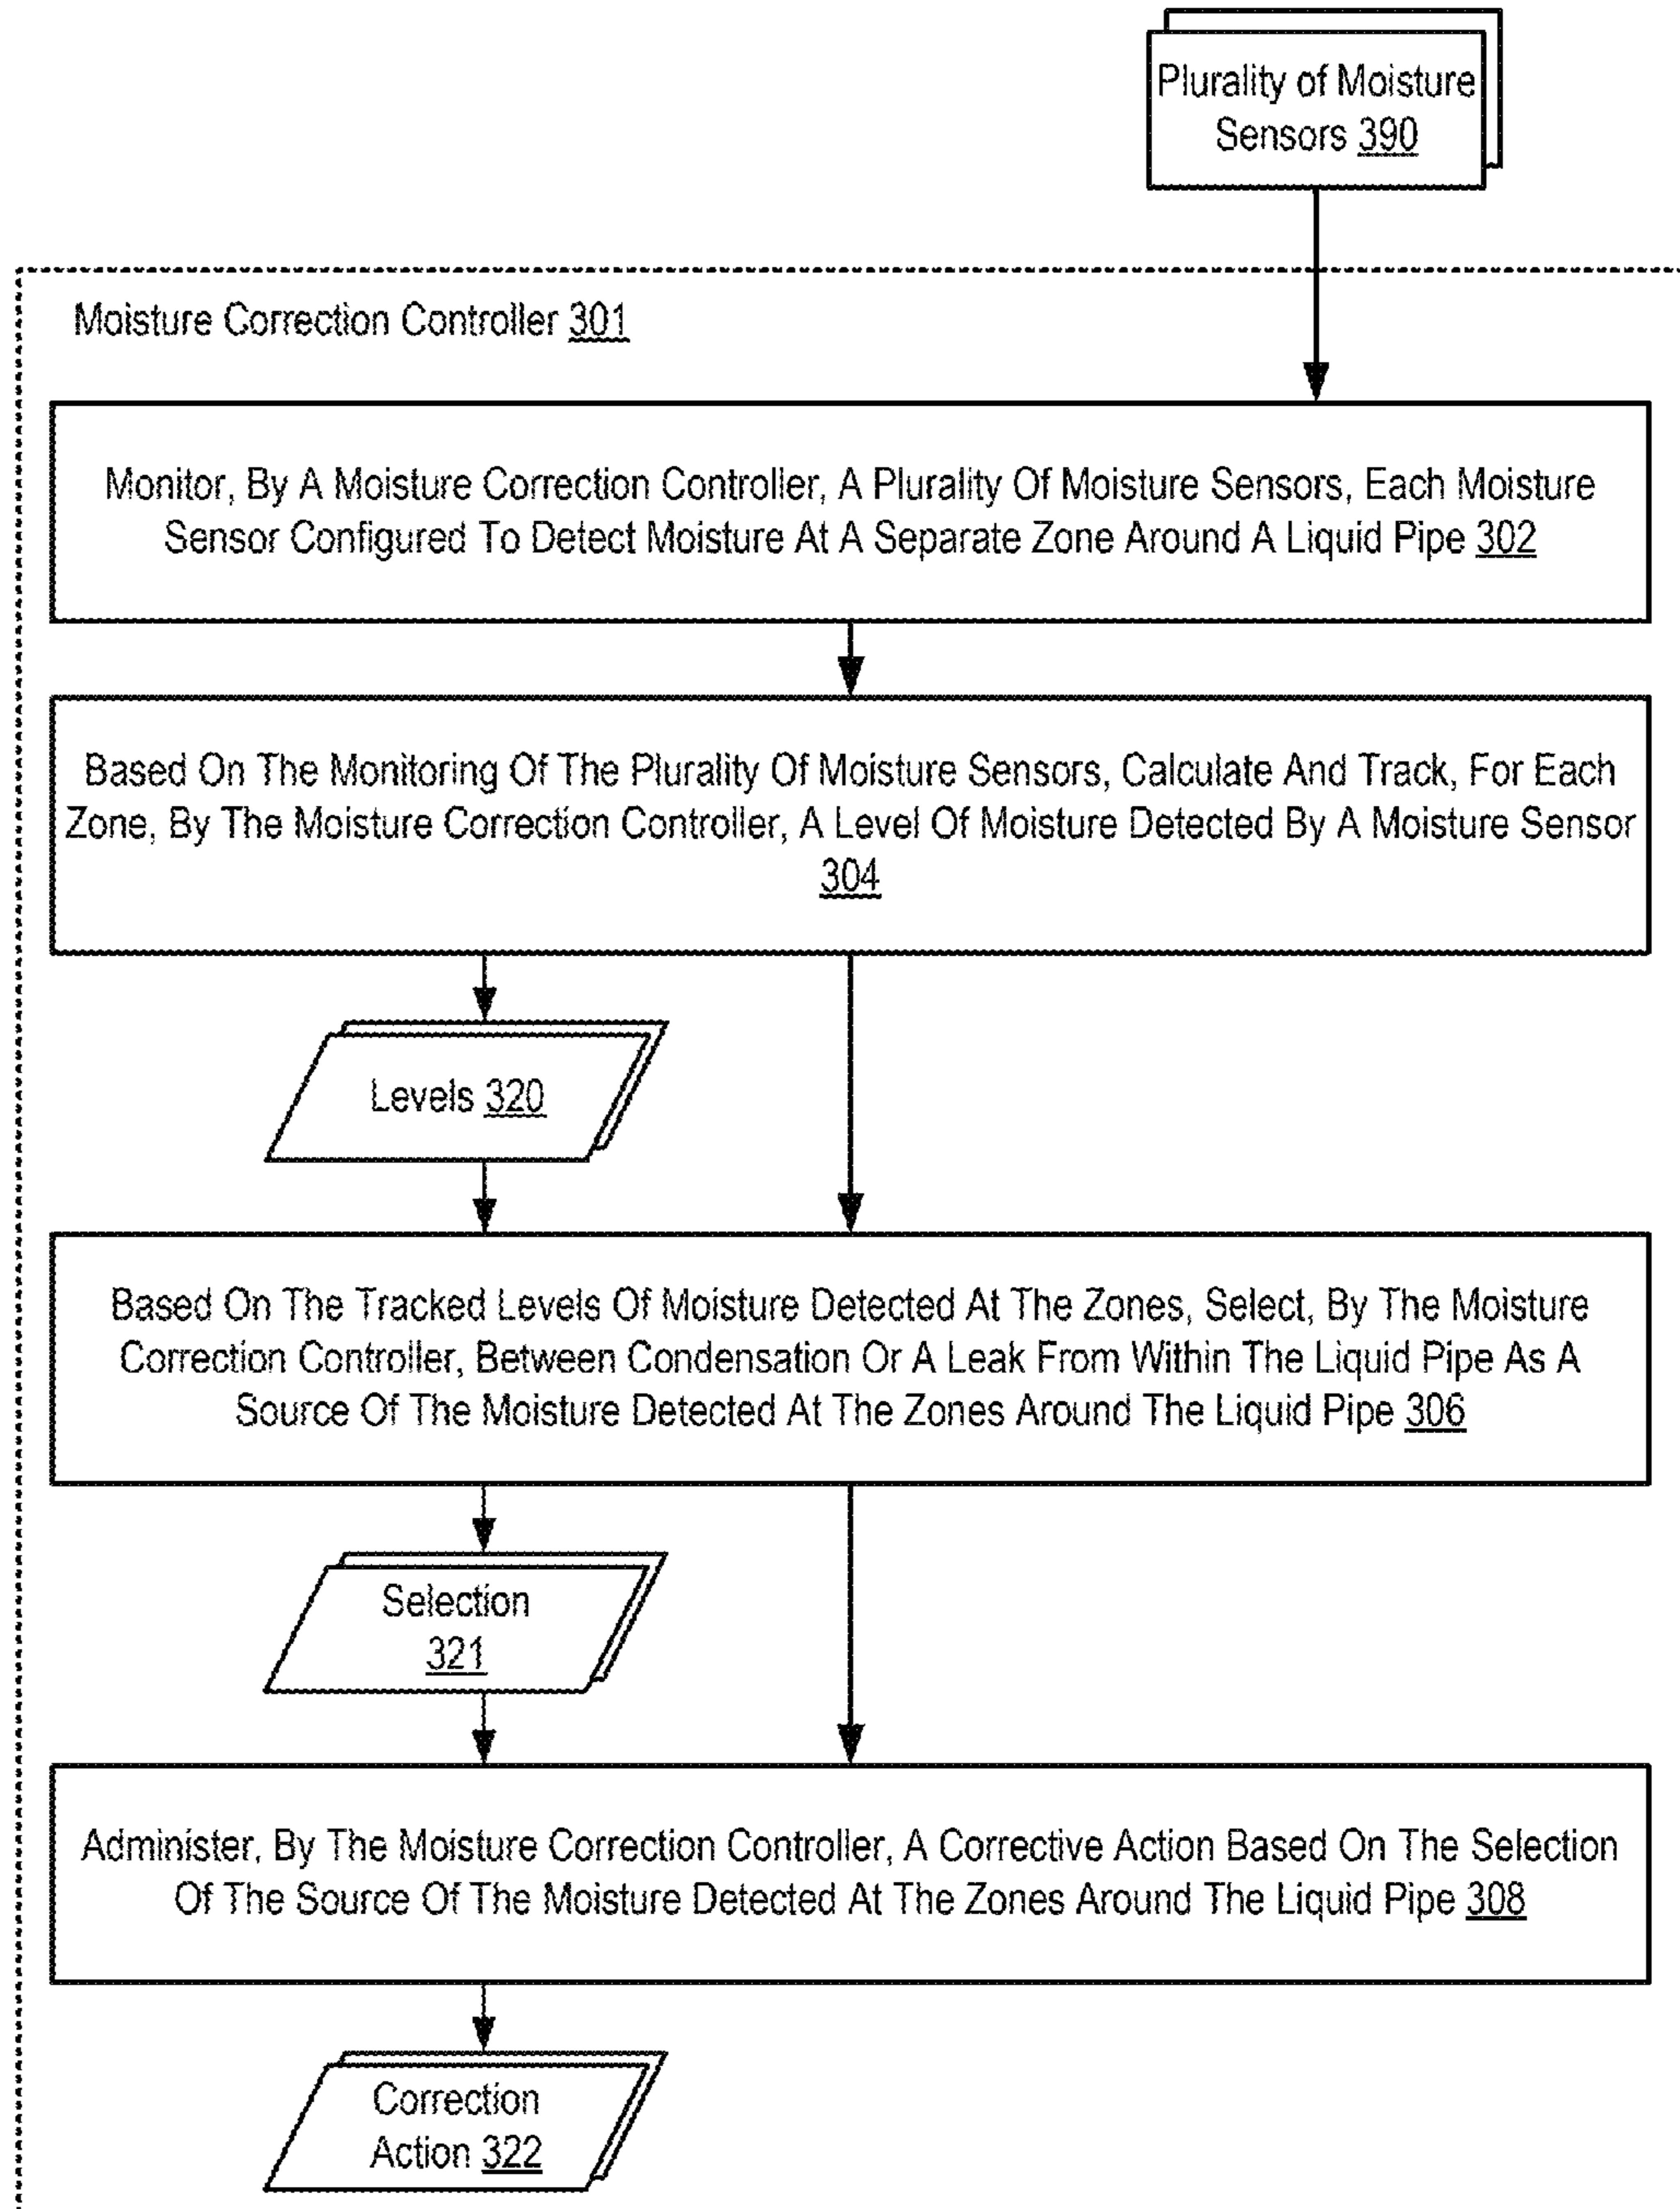 Plurality of Moisture
Sensors 390
Moisture Correction Controller 301
Monitor, By A Moisture Correction Controller, A Plurality Of Moisture Sensors, Each Moisture
Sensor Configured To Detect Moisture At A Separate Zone Around A Liquid Pipe 302
Based On The Monitoring Of The Plurality Of Moisture Sensors, Calculate And Track, For Each
Zone, By The Moisture Correction Controller, A Level Of Moisture Detected By A Moisture Sensor
304
Levels 320
Based On The Tracked Levels Of Moisture Detected At The Zones, Select, By The Moisture
Correction Controller, Between Condensation Or A Leak From Within The Liquid Pipe As A
Source Of The Moisture Detected At The Zones Around The Liquid Pipe 306
Selection
321
Administer, By The Moisture Correction Controller, A Corrective Action Based On The Selection
Of The Source Of The Moisture Detected At The Zones Around The Liquid Pipe 308
Correction
Action 322